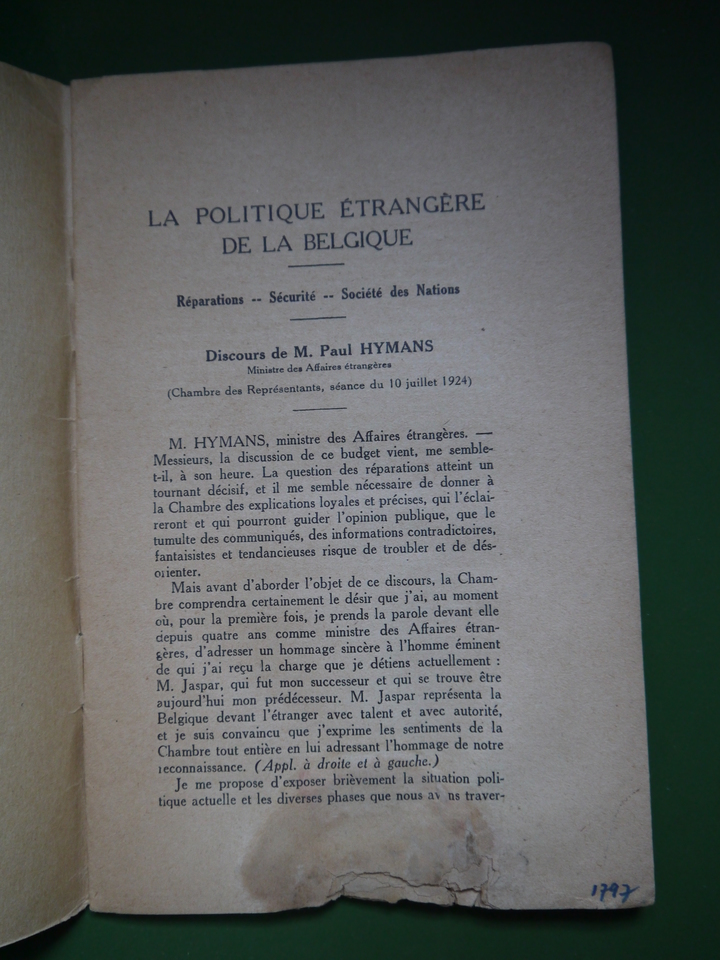 LA POLITIQUE ÉTRANGÈRE
DE LA BELGIQUE
Réparations -- Sécurité -- Société des Nations
Discours de M. Paul HYMANS
Ministre des Affaires étrangères
(Chambre des Représentants, séance du 10 juillet 1924)
M. HYMANS, ministre des Affaires étrangères. —
Messieurs, la discussion de ce budget vient, me semble-
t-il, à son heure. La question des réparations atteint un
tournant décisif, et il me semble nécessaire de donner à
la Chambre des explications loyales et précises, qui l'éclai-
reront et qui pourront guider l'opinion publique, que le
tumulte des communiqués, des informations contradictoires,
fantaisistes et tendancieuses risque de troubler et de dés-
orienter.
Mais avant d'aborder l'objet de ce discours, la Cham-
bre comprendra certainement le désir que j'ai, au moment
où, pour la première fois, je prends la parole devant elle
depuis quatre ans comme ministre des Affaires étran-
gères, d'adresser un hommage sincère à l'homme éminent
de qui j'ai reçu la charge que je détiens actuellement :
M. Jaspar, qui fut mon successeur et qui se trouve être
aujourd'hui mon prédécesseur. M. Jaspar représenta la
Belgique devant l'étranger avec talent et avec autorité,
et je suis convaincu que j'exprime les sentiments de la
Chambre tout entière en lui adressant l'hommage de notre
reconnaissance. (Appl. à droite et à gauche.)
Je me propose d'exposer brièvement la situation poli-
tique actuelle et les diverses phases que nous av ns traver-
1797